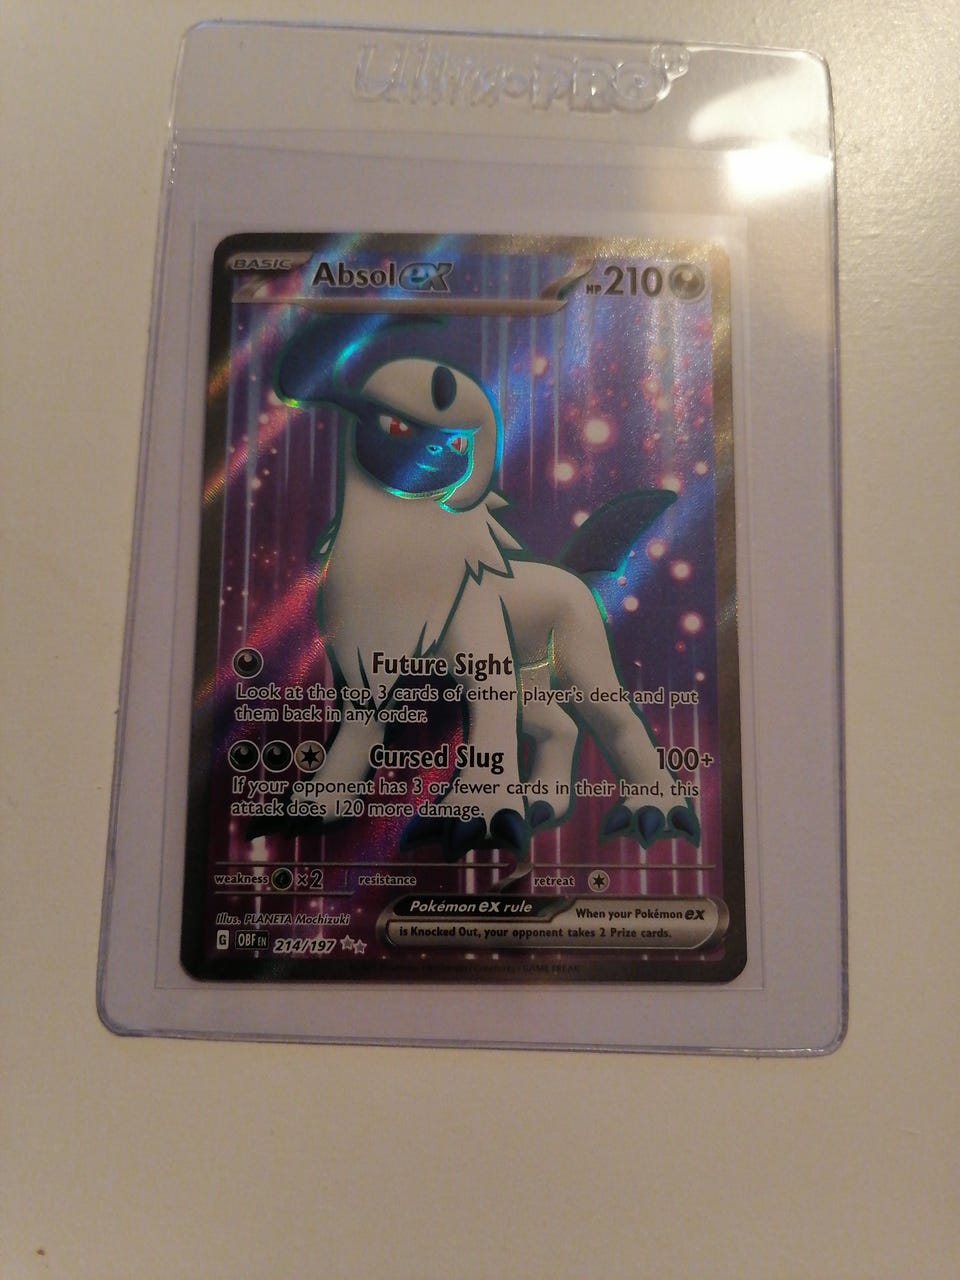 Ultra•PRO®
BASIC Absol ex HP 210
Future Sight
Look at the top 3 cards of either player's deck and put
them back in any order.
Cursed Slug 100+
If your opponent has 3 or fewer cards in their hand, this
attack does 120 more damage.
weakness x2 resistance retreat
Pokémon ex rule When your Pokémon ex
is Knocked Out, your opponent takes 2 Prize cards.
Illus. PLANETA Mochizuki
G OBF EN 214/197
GAME FREAK